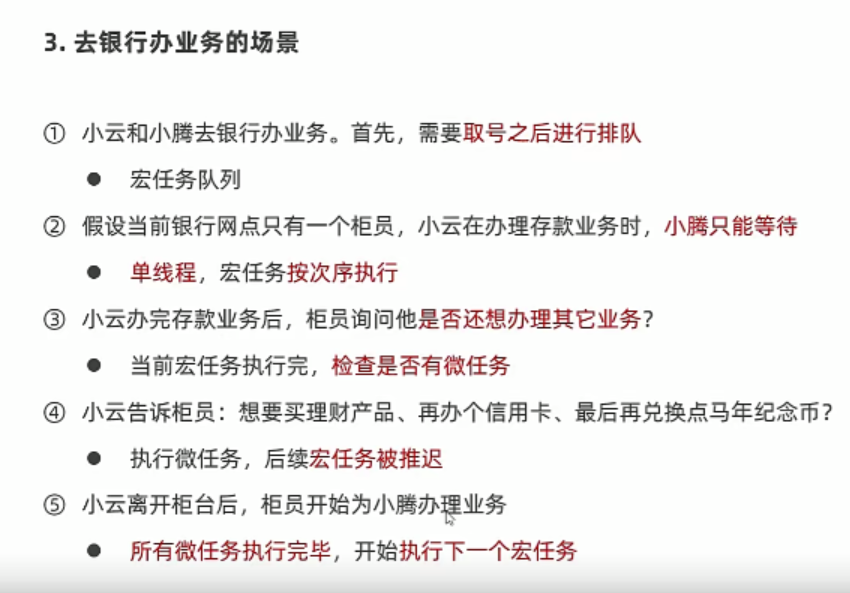 3. 去银行办业务的场景
① 小云和小腾去银行办业务。首先，需要取号之后进行排队
● 宏任务队列
② 假设当前银行网点只有一个柜员，小云在办理存款业务时，小腾只能等待
● 单线程，宏任务按次序执行
③ 小云办完存款业务后，柜员询问他是否还想办理其它业务？
● 当前宏任务执行完，检查是否有微任务
④ 小云告诉柜员：想要买理财产品、再办个信用卡、最后再兑换点马年纪念币？
● 执行微任务，后续宏任务被推迟
⑤ 小云离开柜台后，柜员开始为小腾办理业务
● 所有微任务执行完毕，开始执行下一个宏任务